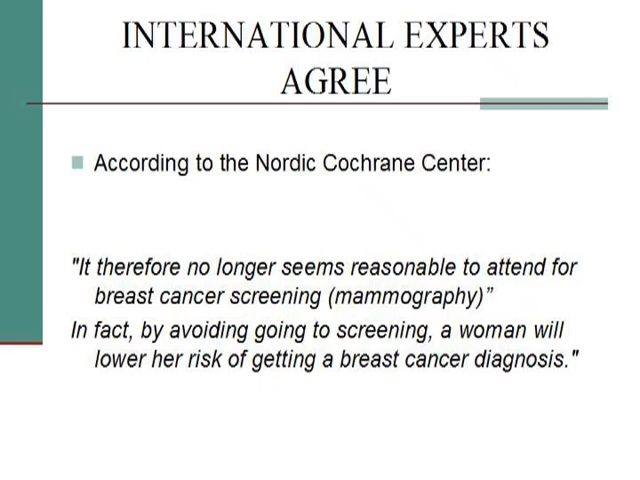 INTERNATIONAL EXPERTS
AGREE
According to the Nordic Cochrane Center:
"It therefore no longer seems reasonable to attend for
breast cancer screening (mammography)”
In fact, by avoiding going to screening, a woman will
lower her risk of getting a breast cancer diagnosis."